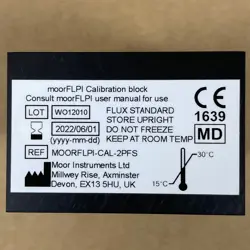 moorFLPI Calibration block
Consult moorFLPI user manual for use
LOT WO12010
FLUX STANDARD
STORE UPRIGHT
2022/06/01
(yyyy-mm-dd)
DO NOT FREEZE
KEEP AT ROOM TEMP
CE
1639
MD
REF MOORFLPI-CAL-2PFS
Moor Instruments Ltd
Millwey Rise, Axminster
Devon, EX13 5HU, UK
30°C
15°C